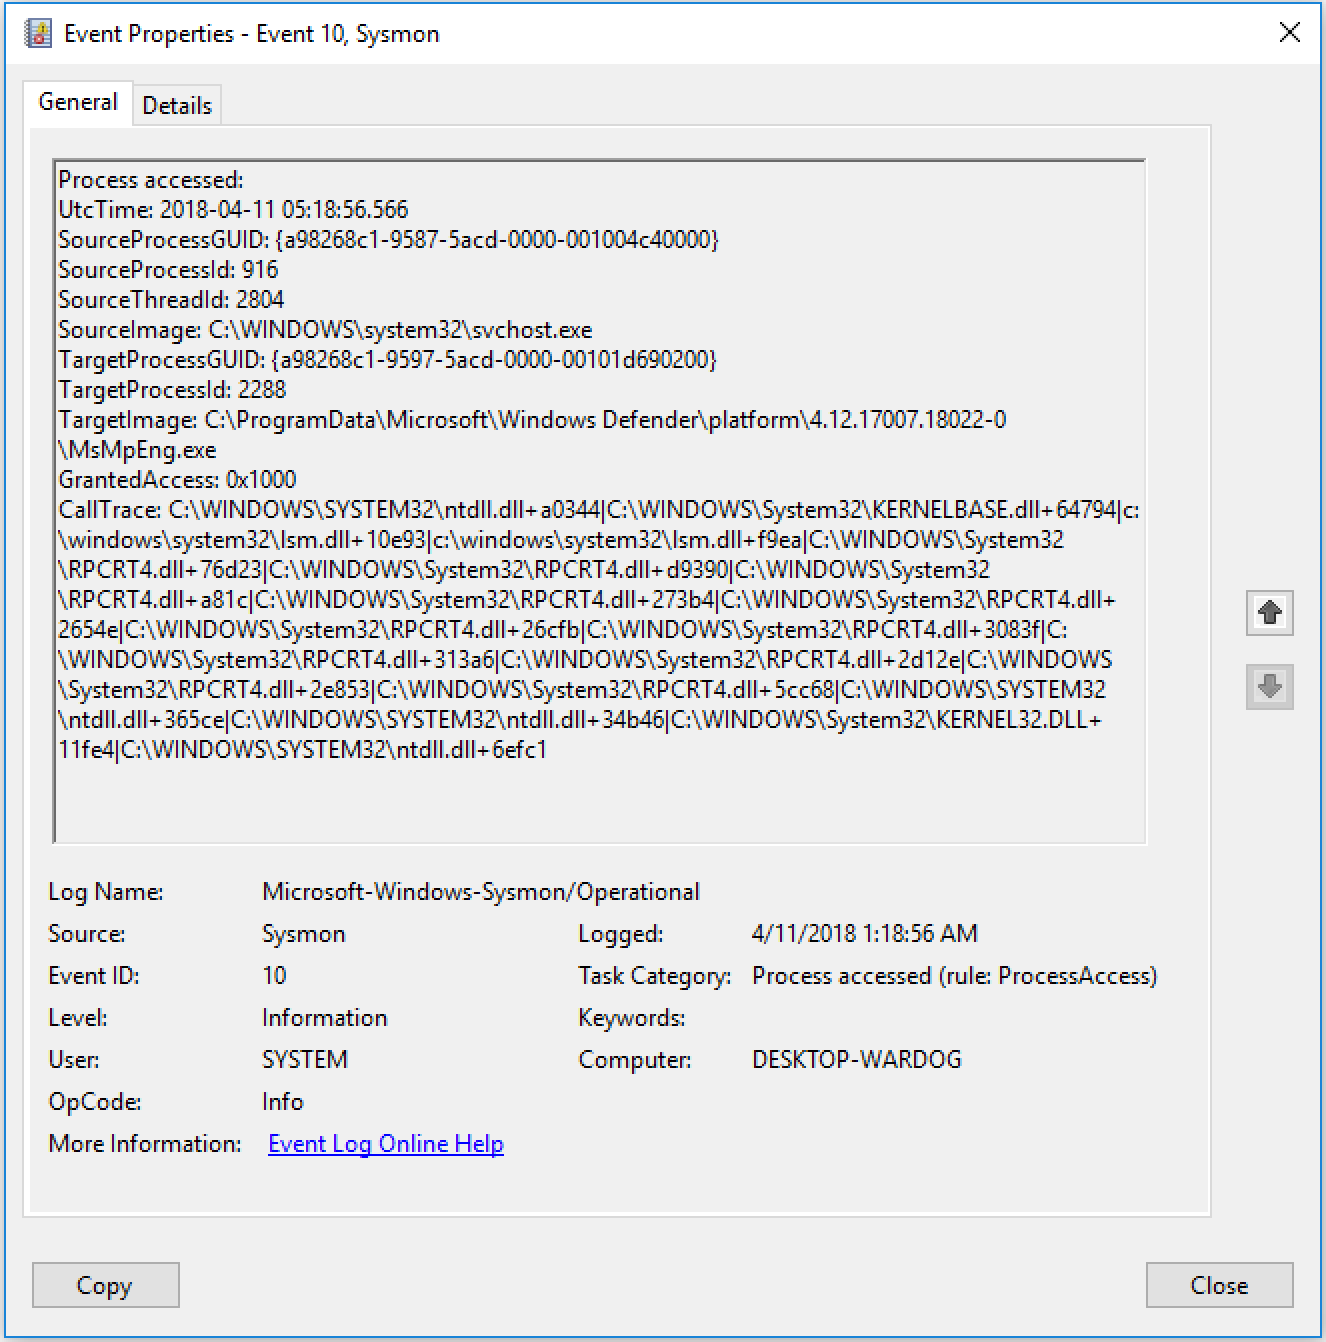 Event Properties - Event 10, Sysmon
General
Details
Process accessed:
UtcTime: 2018-04-11 05:18:56.566
SourceProcessGUID: {a98268c1-9587-5acd-0000-001004c40000}
SourceProcessId: 916
SourceThreadId: 2804
SourceImage: C:\WINDOWS\system32\svchost.exe
TargetProcessGUID: {a98268c1-9597-5acd-0000-00101d690200}
TargetProcessId: 2288
TargetImage: C:\ProgramData\Microsoft\Windows Defender\platform\4.12.17007.18022-0
\MsMpEng.exe
GrantedAccess: 0x1000
CallTrace: C:\WINDOWS\SYSTEM32\ntdll.dll+a0344|C:\WINDOWS\System32\KERNELBASE.dll+64794|c:
\windows\system32\lsm.dll+10e93|c:\windows\system32\lsm.dll+f9ea|C:\WINDOWS\System32
\RPCRT4.dll+76d23|C:\WINDOWS\System32\RPCRT4.dll+d9390|C:\WINDOWS\System32
\RPCRT4.dll+a81c|C:\WINDOWS\System32\RPCRT4.dll+273b4|C:\WINDOWS\System32\RPCRT4.dll+
2654e|C:\WINDOWS\System32\RPCRT4.dll+26cfb|C:\WINDOWS\System32\RPCRT4.dll+3083f|C:
\WINDOWS\System32\RPCRT4.dll+313a6|C:\WINDOWS\System32\RPCRT4.dll+2d12e|C:\WINDOWS
\System32\RPCRT4.dll+2e853|C:\WINDOWS\System32\RPCRT4.dll+5cc68|C:\WINDOWS\SYSTEM32
\ntdll.dll+365ce|C:\WINDOWS\SYSTEM32\ntdll.dll+34b46|C:\WINDOWS\System32\KERNEL32.DLL+
11fe4|C:\WINDOWS\SYSTEM32\ntdll.dll+6efc1
Log Name: Microsoft-Windows-Sysmon/Operational
Source: Sysmon Logged: 4/11/2018 1:18:56 AM
Event ID: 10 Task Category: Process accessed (rule: ProcessAccess)
Level: Information Keywords:
User: SYSTEM Computer: DESKTOP-WARDOG
OpCode: Info
More Information: Event Log Online Help
Copy
Close